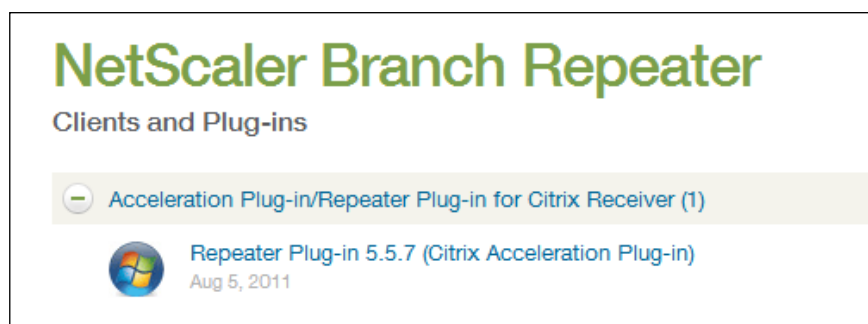 NetScaler Branch Repeater
Clients and Plug-ins
Acceleration Plug-in/Repeater Plug-in for Citrix Receiver (1)
Repeater Plug-in 5.5.7 (Citrix Acceleration Plug-in)
Aug 5, 2011